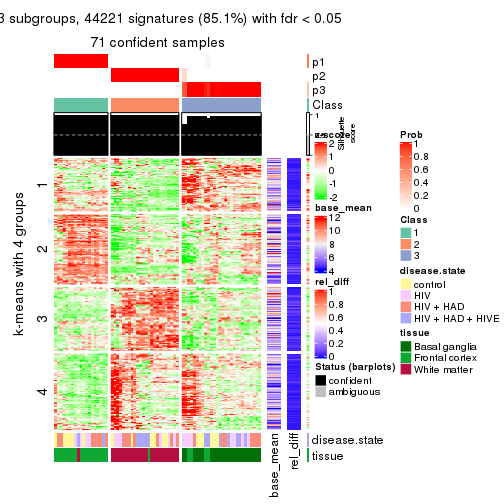 3 subgroups, 44221 signatures (85.1%) with fdr < 0.05
71 confident samples
p1
p2
p3
Class
1
Silhouette
score
z-score
2
1
0
-1
-2
base_mean
12
10
8
6
4
rel_diff
1
0.8
0.6
0.4
0.2
0
Status (barplots)
confident
ambiguous
Prob
1
0.8
0.6
0.4
0.2
0
Class
1
2
3
disease.state
control
HIV
HIV + HAD
HIV + HAD + HIVE
tissue
Basal ganglia
Frontal cortex
White matter
k-means with 4 groups
1
2
3
4
disease.state
tissue
base_mean
rel_diff